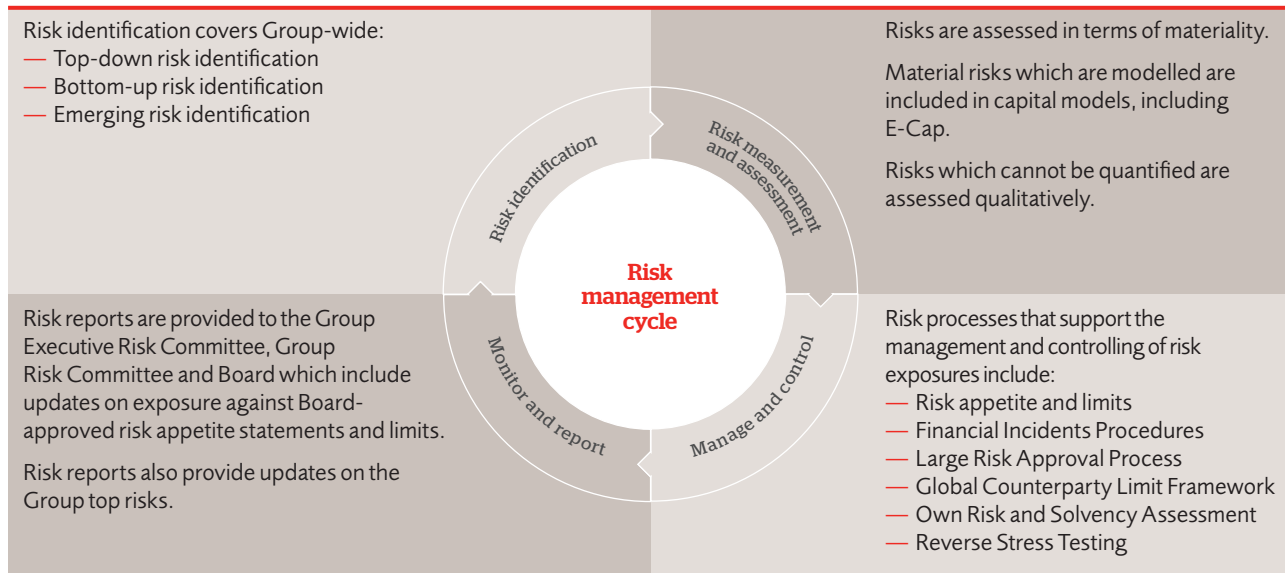 Risk identification covers Group-wide:
— Top-down risk identification
— Bottom-up risk identification
— Emerging risk identification
Risks are assessed in terms of materiality.
Material risks which are modelled are
included in capital models, including
E-Cap.
Risks which cannot be quantified are
assessed qualitatively.
Risk identification
Risk measurement
and assessment
Risk
management
cycle
Monitor and report
Manage and control
Risk reports are provided to the Group
Executive Risk Committee, Group
Risk Committee and Board which include
updates on exposure against Board-
approved risk appetite statements and limits.
Risk reports also provide updates on the
Group top risks.
Risk processes that support the
management and controlling of risk
exposures include:
— Risk appetite and limits
— Financial Incidents Procedures
— Large Risk Approval Process
— Global Counterparty Limit Framework
— Own Risk and Solvency Assessment
— Reverse Stress Testing